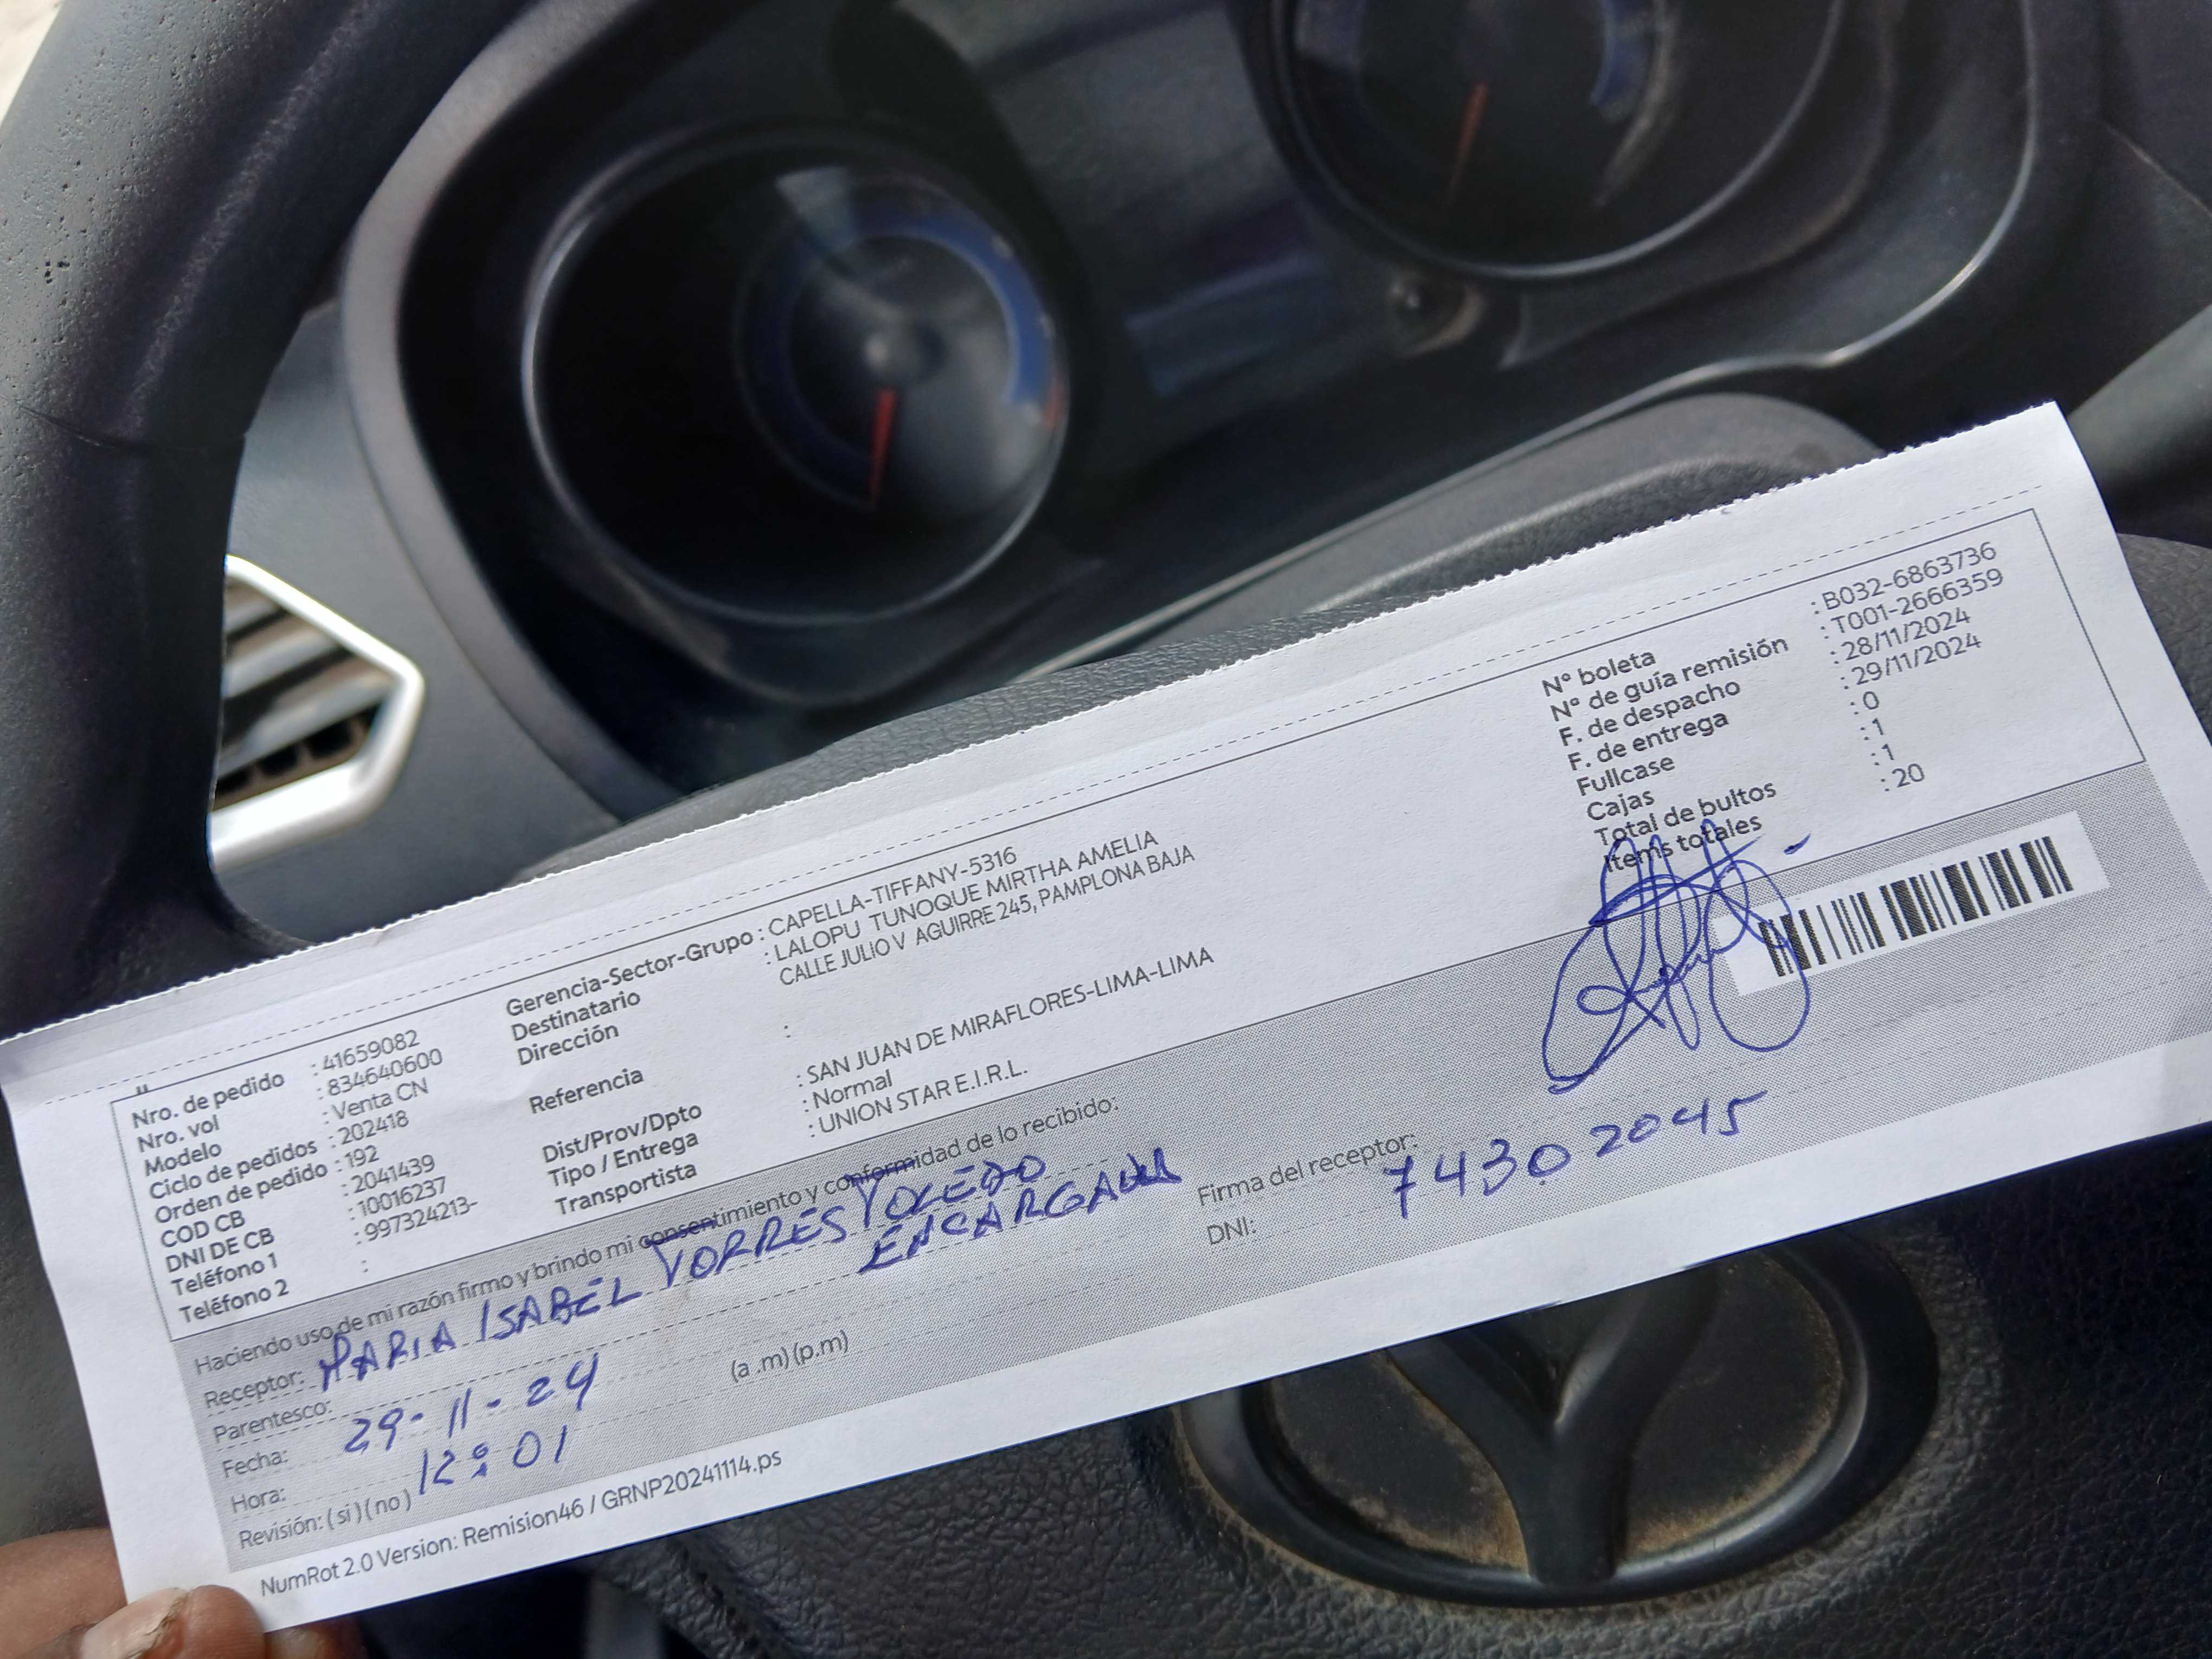 Nro. de pedido : 41659082
Nro. vol : 834640600
Modelo : Venta CN
Ciclo de pedidos : 202418
Orden de pedido : 192
COD CB : 2041439
DNI DE CB : 10016237
Teléfono 1 : 997324213-
Teléfono 2 :
Gerencia-Sector-Grupo : CAPELLA-TIFFANY-5316
Destinatario : LALOPU TUNOQUE MIRTHA AMELIA
Dirección CALLE JULIO V AGUIRRE 245, PAMPLONA BAJA
Referencia :
Dist/Prov/Dpto : SAN JUAN DE MIRAFLORES-LIMA-LIMA
Tipo / Entrega : Normal
Transportista : UNION STAR E.I.R.L.
N° boleta : B032-6863736
N° de guía remisión : T001-2666359
F. de despacho : 28/11/2024
F. de entrega : 29/11/2024
Fullcase : 0
Cajas : 1
Total de bultos : 1
Items totales : 20
Haciendo uso de mi razón firmo y brindo mi consentimiento y conformidad de lo recibido:
Receptor: MARIA ISABEL TORRES TOLEDO
Parentesco: ENCARGADA
Fecha: 29-11-24
Hora: 12:01 (a .m) (p.m)
Revisión: ( si ) ( no )
Firma del receptor:
DNI: 74302045
NumRot 2.0 Version: Remision46 / GRNP20241114.ps